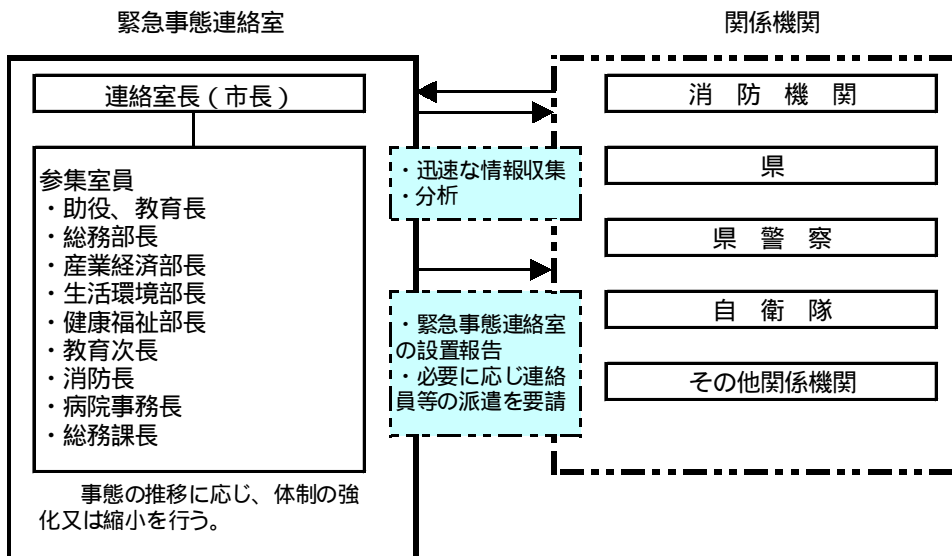 緊急事態連絡室
連絡室長(市長)
参集室員
・助役、教育長
・総務部長
・産業経済部長
・生活環境部長
・健康福祉部長
・教育次長
・消防長
・病院事務長
・総務課長
事態の推移に応じ、体制の強
化又は縮小を行う。
・迅速な情報収集
・分析
・緊急事態連絡室
の設置報告
・必要に応じ連絡
員等の派遣を要請
関係機関
消防機関
県
県警察
自衛隊
その他関係機関